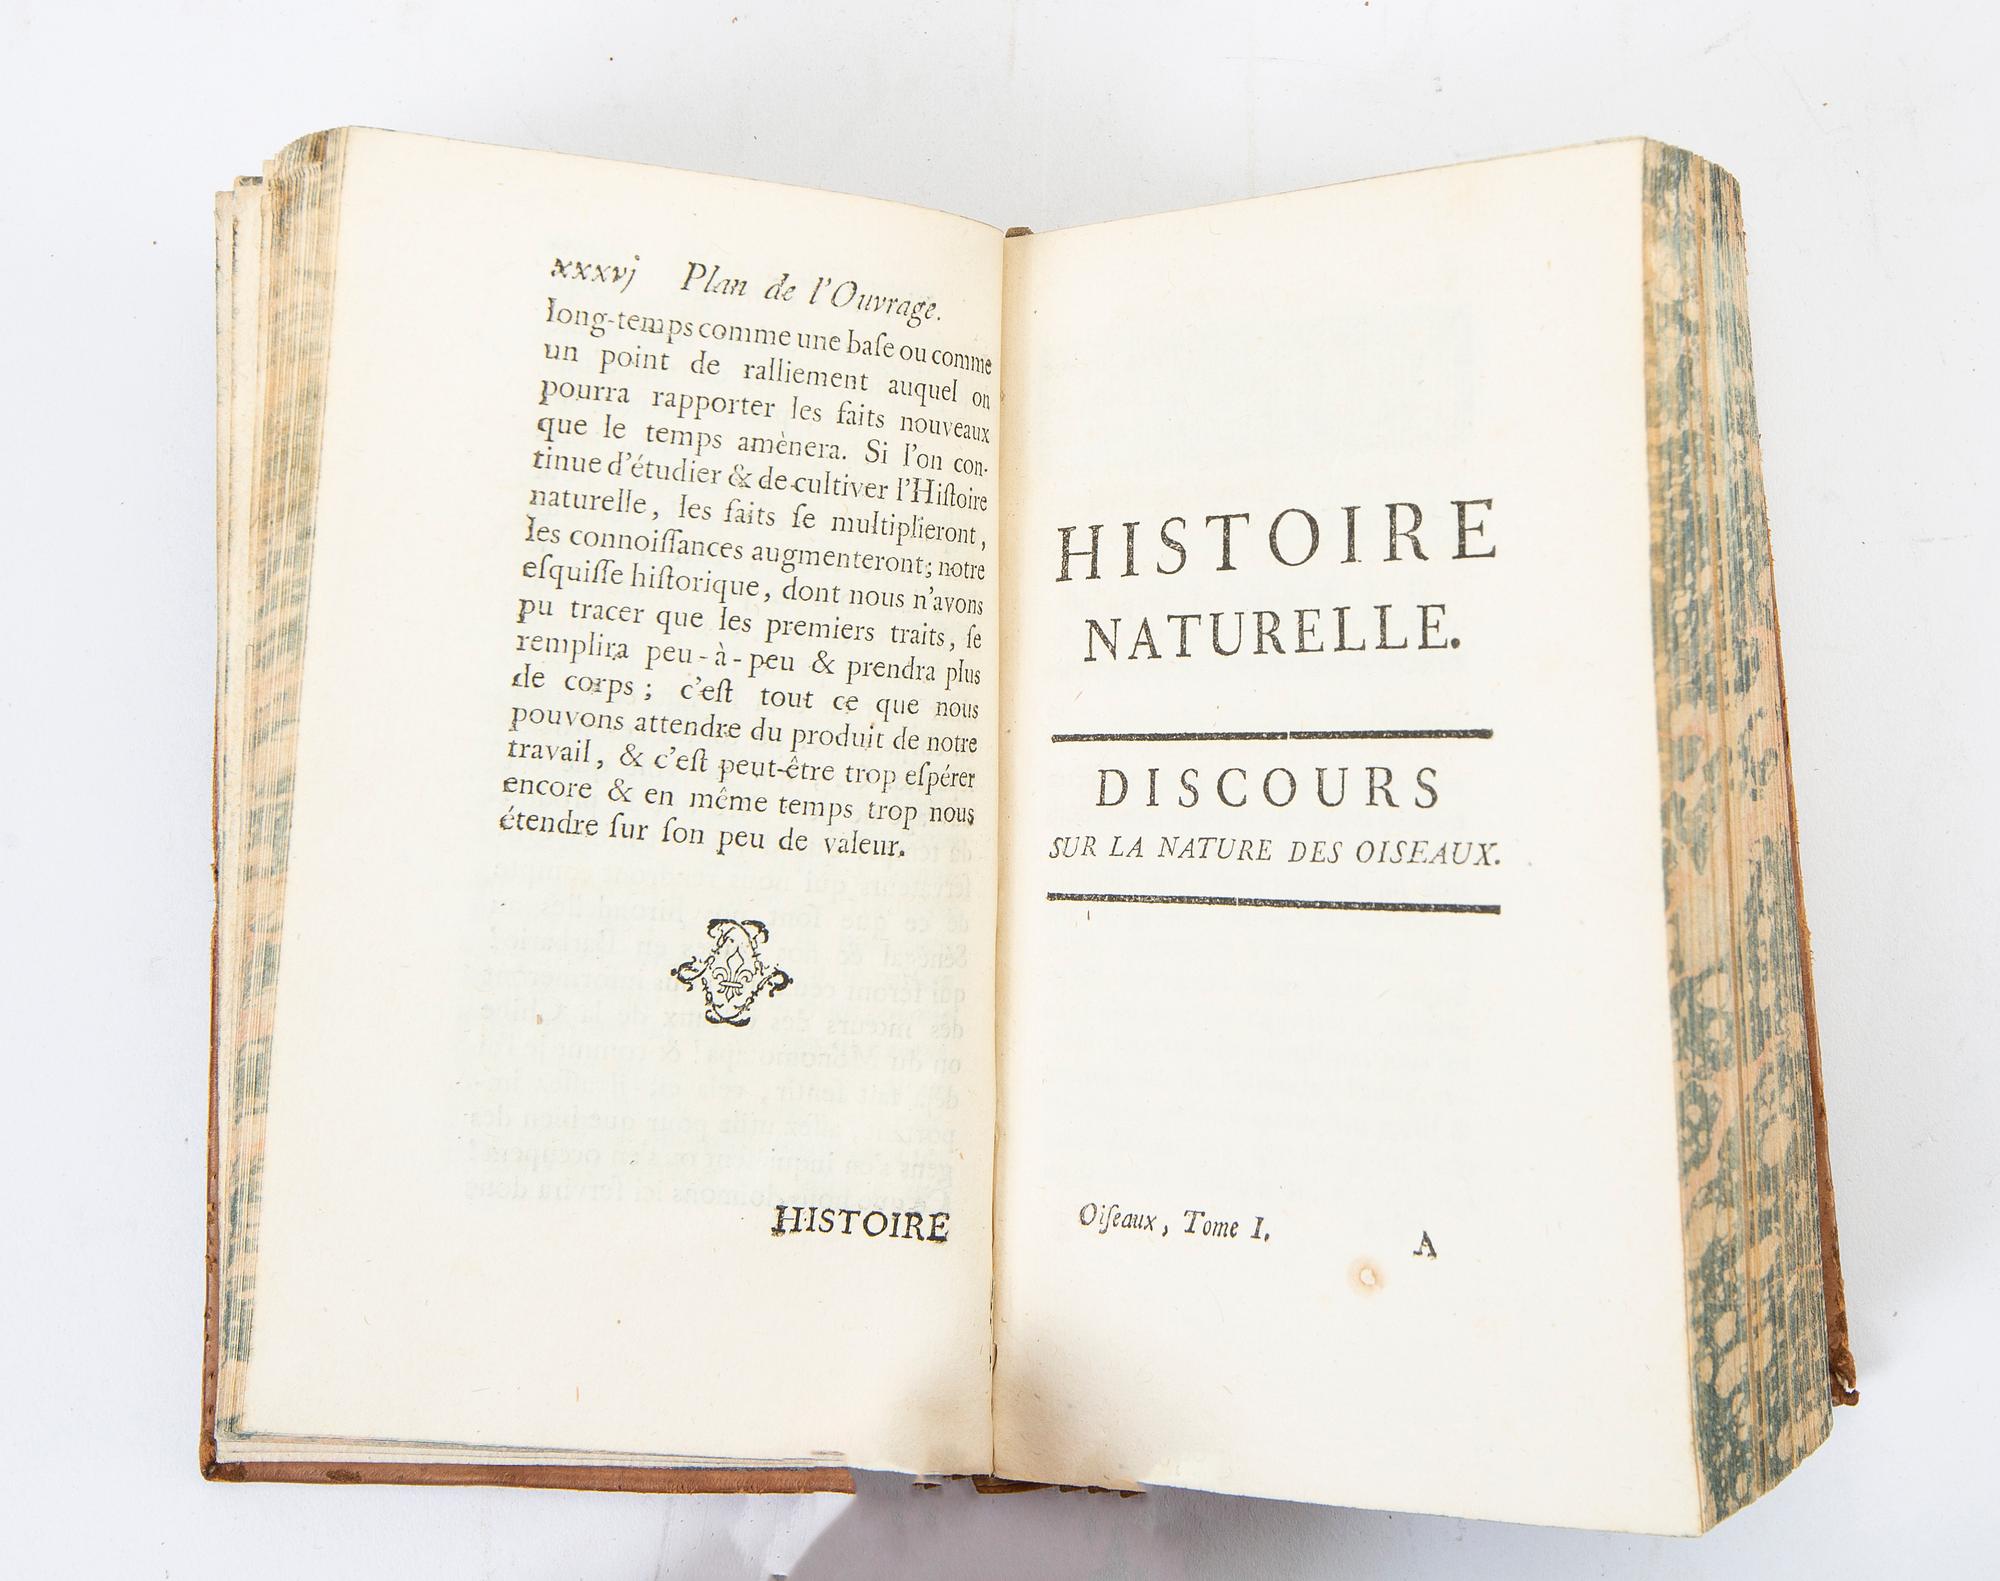 xxxvj Plan de l'Ouvrage.
long-temps comme une baſe ou comme
un point de ralliement auquel on
pourra rapporter les faits nouveaux
que le temps amènera. Si l'on con-
tinue d'étudier & de cultiver l'Hiſtoire
naturelle, les faits ſe multiplieront,
les connoiſſances augmenteront; notre
eſquiſſe hiſtorique, dont nous n'avons
pu tracer que les premiers traits, ſe
remplira peu-à-peu & prendra plus
de corps; c'eſt tout ce que nous
pouvons attendre du produit de notre
travail, & c'eſt peut-être trop eſpérer
encore & en même temps trop nous
étendre ſur ſon peu de valeur.
HISTOIRE
HISTOIRE
NATURELLE.
DISCOURS
SUR LA NATURE DES OISEAUX.
Oiſeaux, Tome I. A